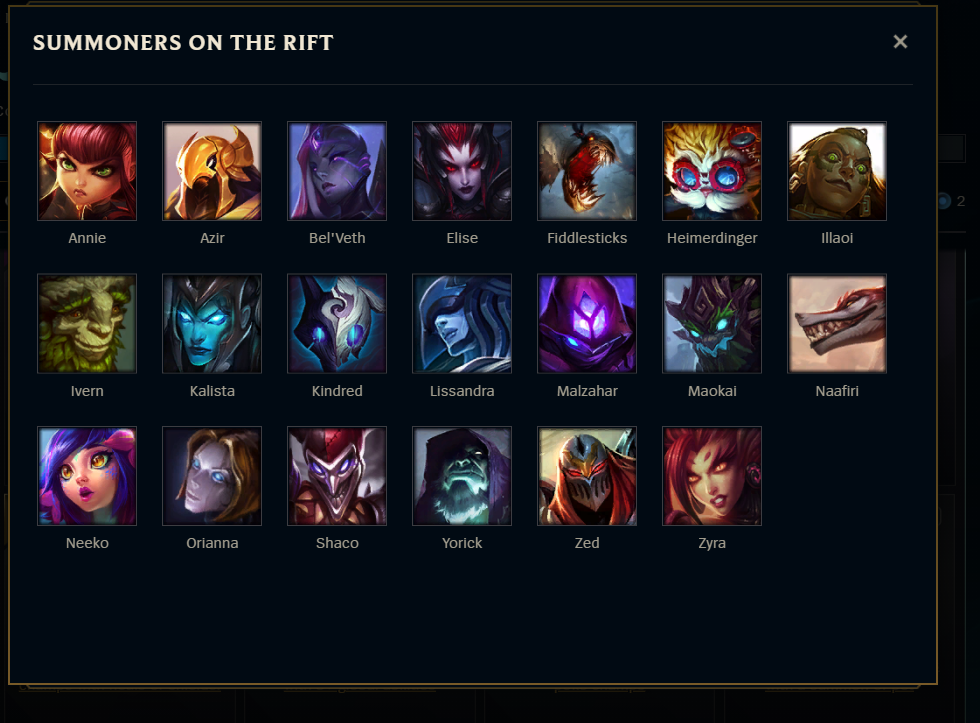 SUMMONERS ON THE RIFT
Annie Azir Bel'Veth Elise Fiddlesticks Heimerdinger Illaoi
2
Ivern Kalista Kindred Lissandra Malzahar Maokai Naafiri
Neeko Orianna Shaco Yorick Zed Zyra